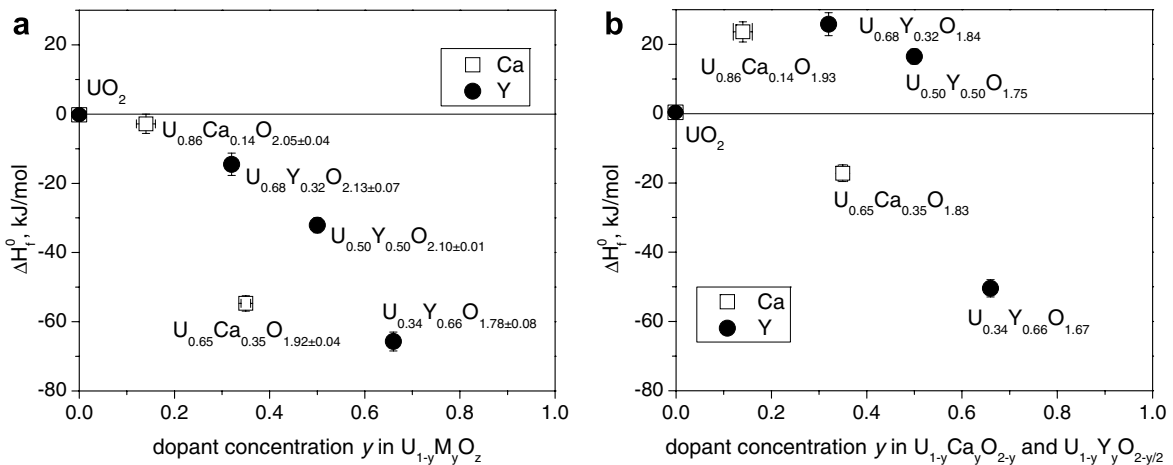 a
20
0
-20
-40
-60
-80
ΔH⁰f, kJ/mol
UO₂
Ca
Y
U₀.₈₆Ca₀.₁₄O₂.₀₅±₀.₀₄
U₀.₆₈Y₀.₃₂O₂.₁₃±₀.₀₇
U₀.₅₀Y₀.₅₀O₂.₁₀±₀.₀₁
U₀.₆₅Ca₀.₃₅O₁.₉₂±₀.₀₄
U₀.₃₄Y₀.₆₆O₁.₇₈±₀.₀₈
0.0 0.2 0.4 0.6 0.8 1.0
dopant concentration y in U₁₋yMyOz
b
20
0
-20
-40
-60
-80
ΔH⁰f, kJ/mol
U₀.₆₈Y₀.₃₂O₁.₈₄
U₀.₈₆Ca₀.₁₄O₁.₉₃
U₀.₅₀Y₀.₅₀O₁.₇₅
UO₂
U₀.₆₅Ca₀.₃₅O₁.₈₃
Ca
Y
U₀.₃₄Y₀.₆₆O₁.₆₇
0.0 0.2 0.4 0.6 0.8 1.0
dopant concentration y in U₁₋yCayO₂₋y and U₁₋yYyO₂₋y/₂